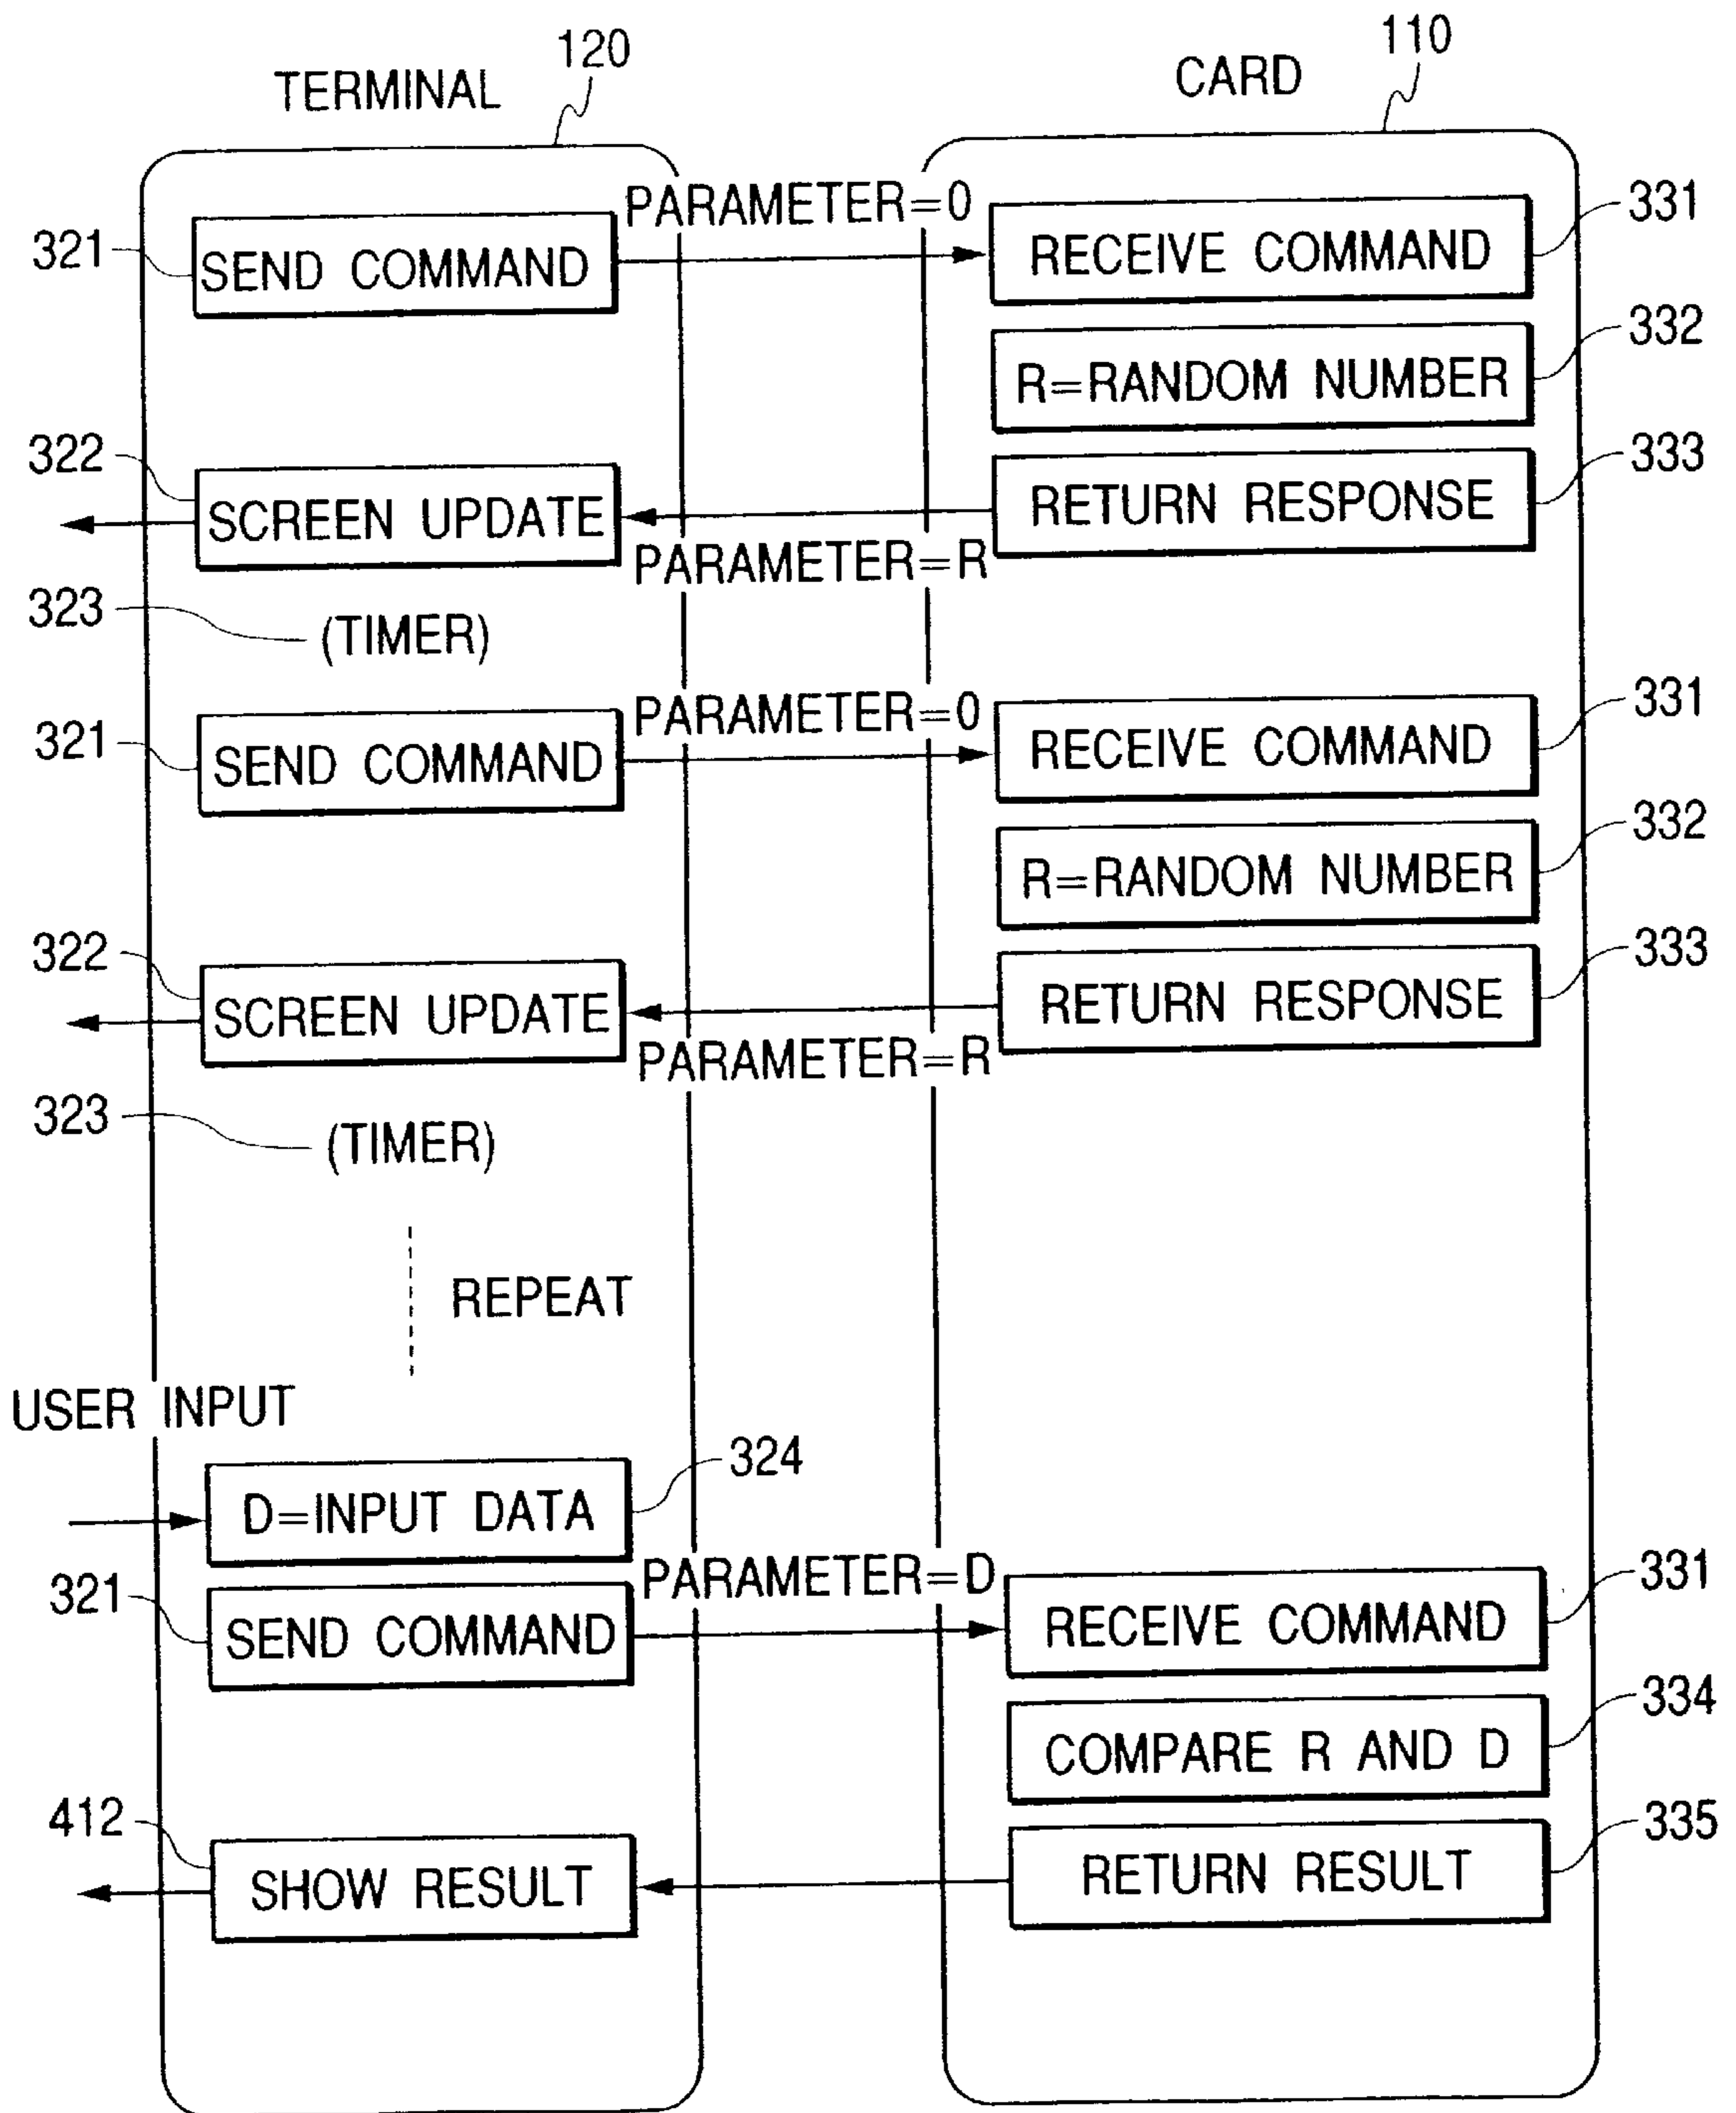 120
110
TERMINAL
CARD
PARAMETER=0
321
SEND COMMAND
RECEIVE COMMAND
331
R=RANDOM NUMBER
332
322
SCREEN UPDATE
RETURN RESPONSE
333
PARAMETER=R
323
(TIMER)
PARAMETER=0
321
SEND COMMAND
RECEIVE COMMAND
331
R=RANDOM NUMBER
332
322
SCREEN UPDATE
RETURN RESPONSE
333
PARAMETER=R
323
(TIMER)
REPEAT
USER INPUT
D=INPUT DATA
324
PARAMETER=D
321
SEND COMMAND
RECEIVE COMMAND
331
COMPARE R AND D
334
412
SHOW RESULT
RETURN RESULT
335